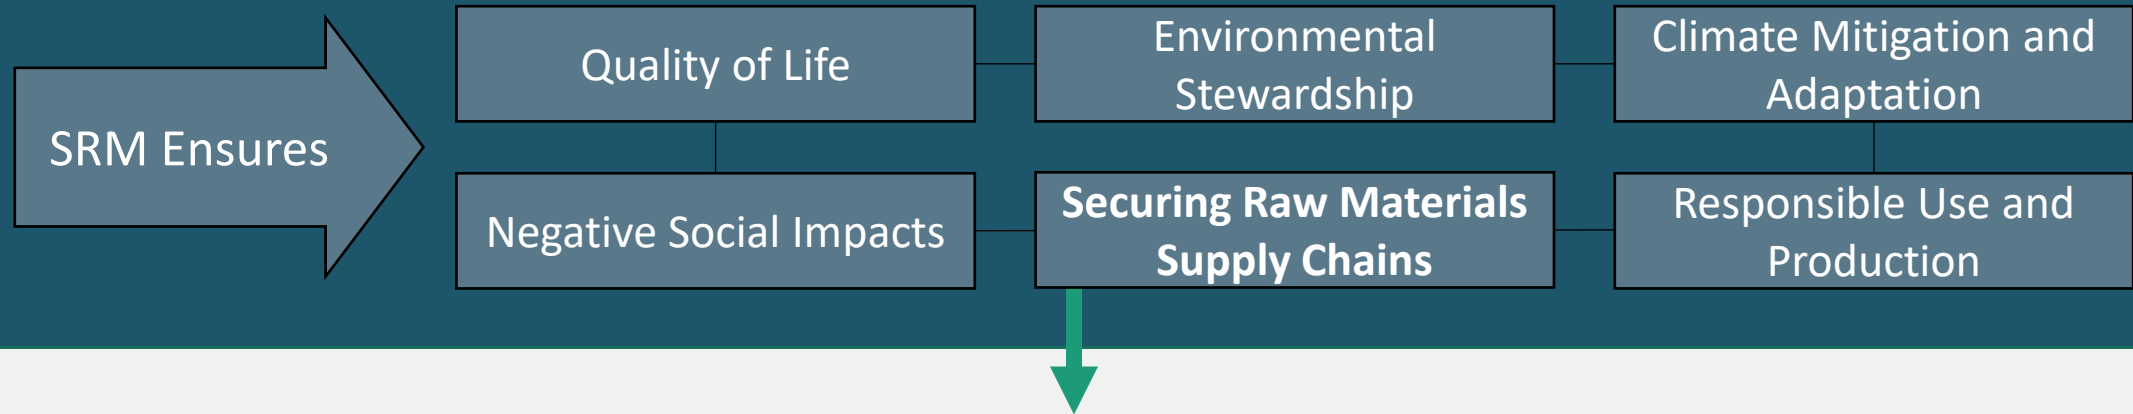 SRM Ensures
Quality of Life
Environmental
Stewardship
Climate Mitigation and
Adaptation
Negative Social Impacts
Securing Raw Materials
Supply Chains
Responsible Use and
Production